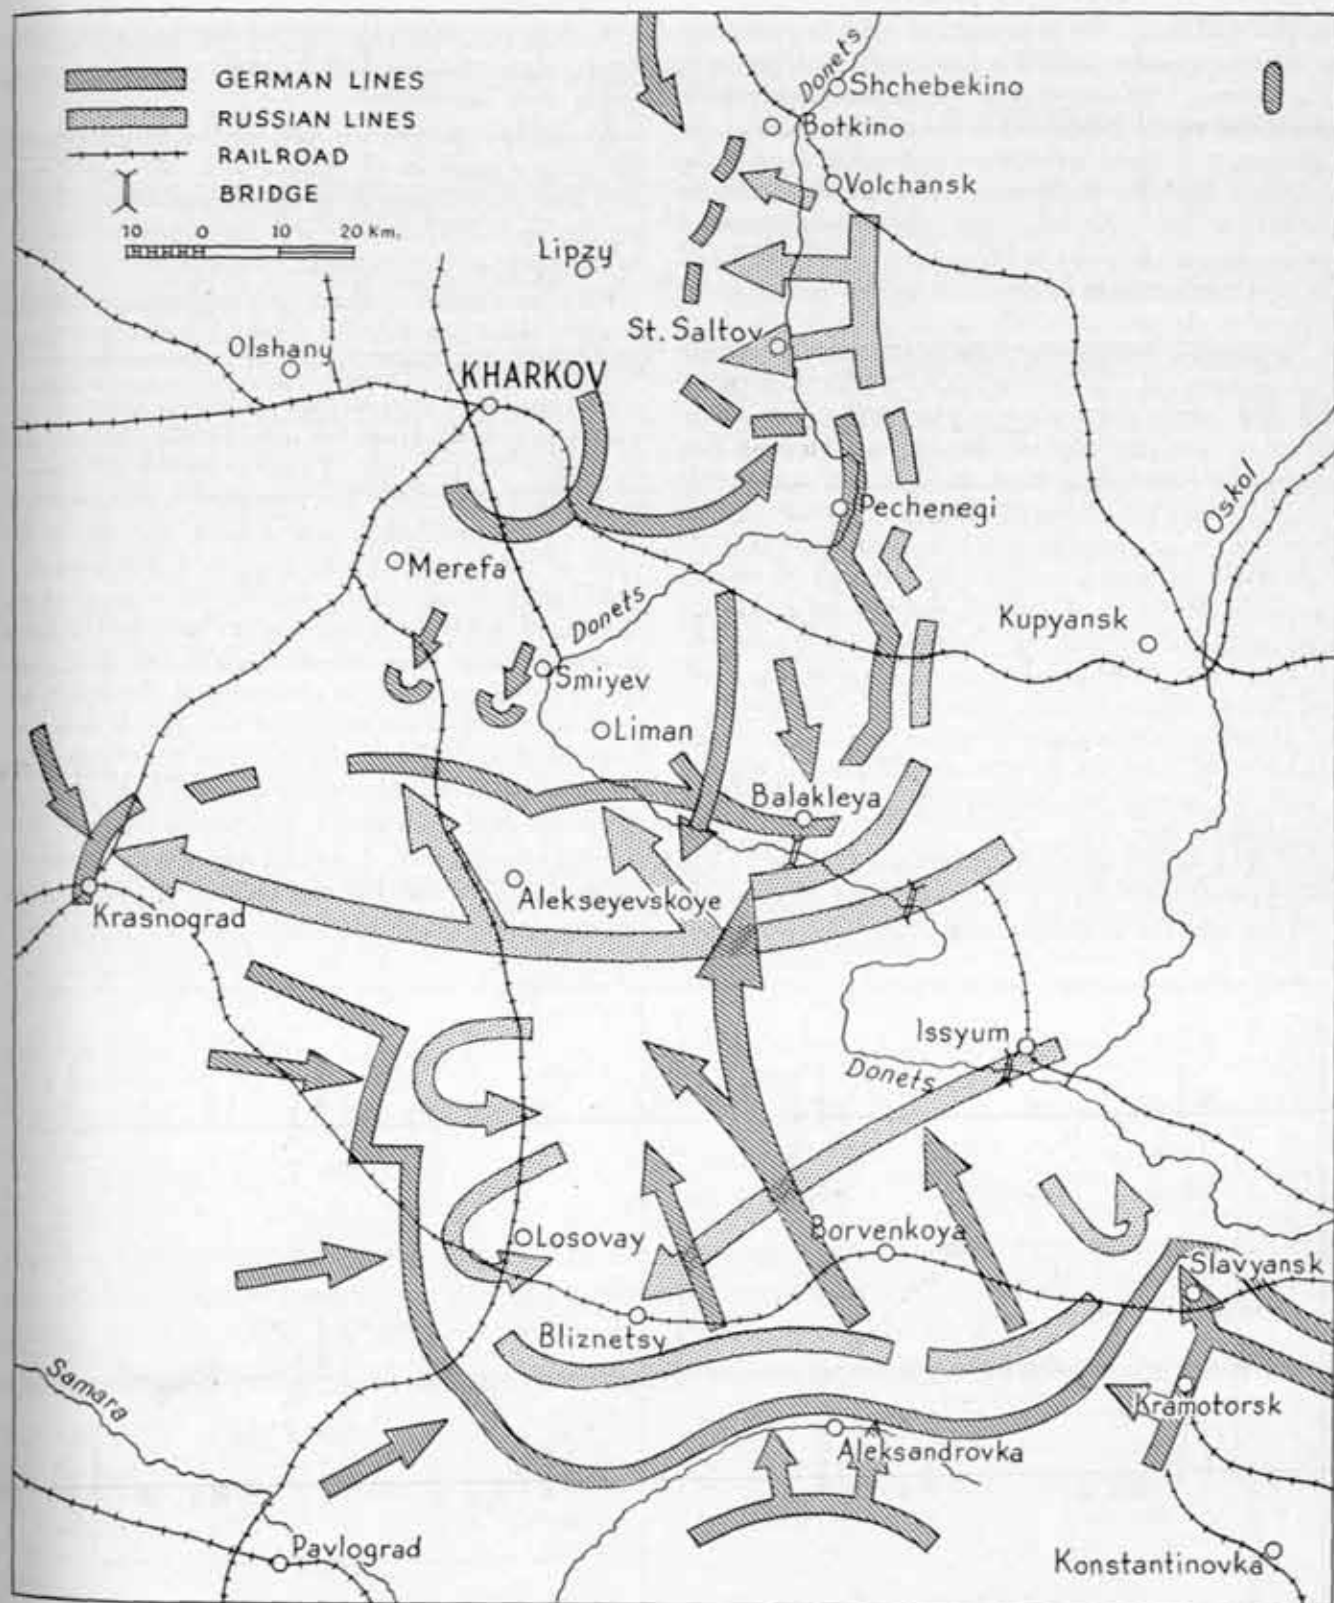 GERMAN LINES
RUSSIAN LINES
RAILROAD
BRIDGE
10 0 10 20 Km.
Donets
Shchebekino
Botkino
Volchansk
Lipzy
St. Saltov
Olshany
KHARKOV
Oskol
Pechenegi
Merefa
Donets
Kupyansk
Smiyev
Liman
Balakleya
Alekseyevskoye
Krasnograd
Issyum
Donets
Losovay
Borvenkoya
Slavyansk
Bliznetsy
Samara
Kramotorsk
Aleksandrovka
Pavlograd
Konstantinovka